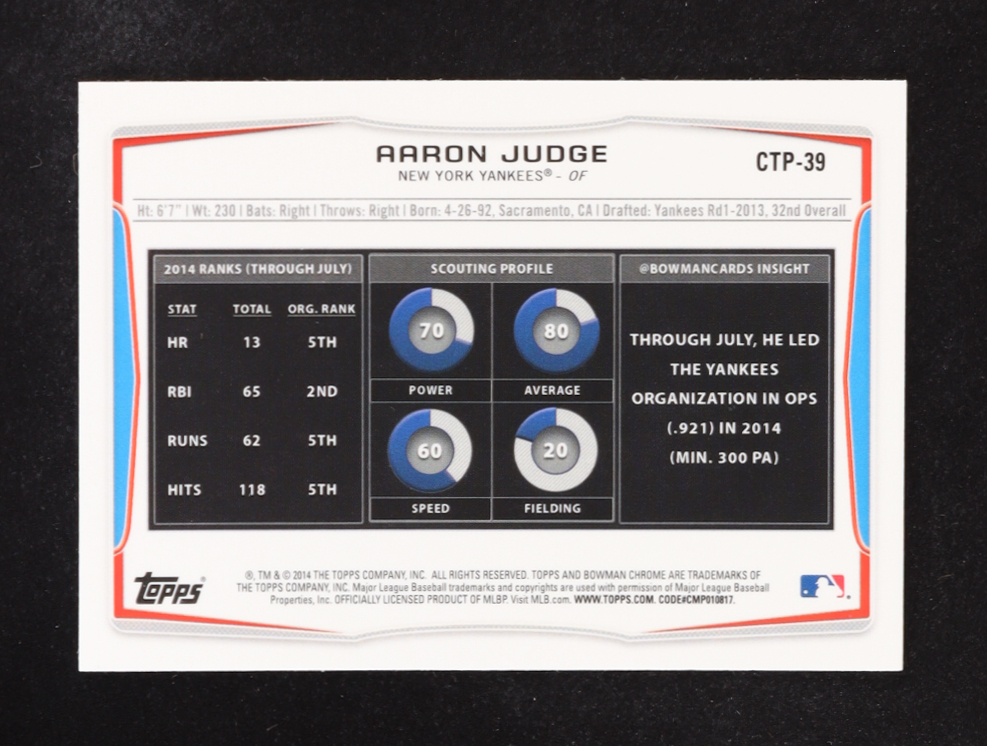 AARON JUDGE
CTP-39
NEW YORK YANKEES® - OF
Ht: 6'7" | Wt: 230 | Bats: Right | Throws: Right | Born: 4-26-92, Sacramento, CA | Drafted: Yankees Rd1-2013, 32nd Overall
2014 RANKS (THROUGH JULY)
STAT TOTAL ORG. RANK
HR 13 5TH
RBI 65 2ND
RUNS 62 5TH
HITS 118 5TH
SCOUTING PROFILE
70 80
POWER AVERAGE
60 20
SPEED FIELDING
@BOWMANCARDS INSIGHT
THROUGH JULY, HE LED
THE YANKEES
ORGANIZATION IN OPS
(.921) IN 2014
(MIN. 300 PA)
Topps®
®, TM & © 2014 THE TOPPS COMPANY, INC. ALL RIGHTS RESERVED. TOPPS AND BOWMAN CHROME ARE TRADEMARKS OF
THE TOPPS COMPANY, INC. Major League Baseball trademarks and copyrights are used with permission of Major League Baseball
Properties, Inc. OFFICIALLY LICENSED PRODUCT OF MLBP. Visit MLB.com. WWW.TOPPS.COM. CODE#CMP010817.